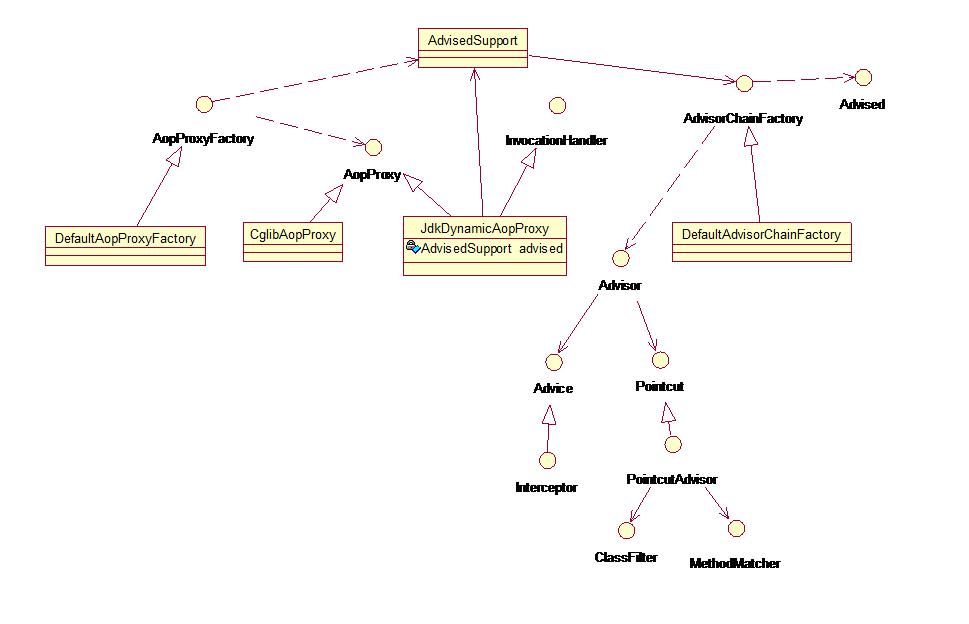 AdvisedSupport
Advised
AdvisorChainFactory
AopProxyFactory
InvocationHandler
AopProxy
DefaultAopProxyFactory
CglibAopProxy
JdkDynamicAopProxy
AdvisedSupport advised
DefaultAdvisorChainFactory
Advisor
Advice
Pointcut
Interceptor
PointcutAdvisor
ClassFilter
MethodMatcher